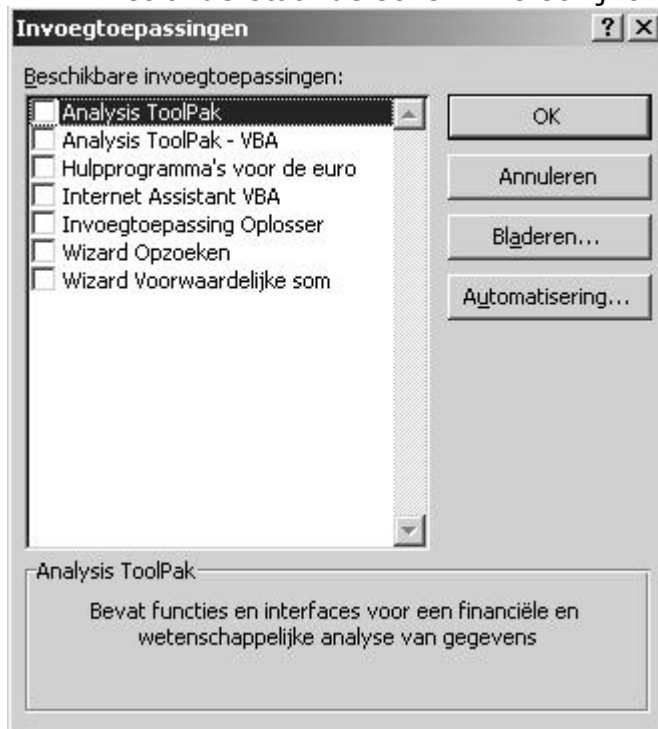 Invoegtoepassingen
Beschikbare invoegtoepassingen:
Analysis ToolPak
Analysis ToolPak - VBA
Hulpprogramma's voor de euro
Internet Assistant VBA
Invoegtoepassing Oplosser
Wizard Opzoeken
Wizard Voorwaardelijke som
OK
Annuleren
Bladeren...
Automatisering...
Analysis ToolPak
Bevat functies en interfaces voor een financiële en
wetenschappelijke analyse van gegevens